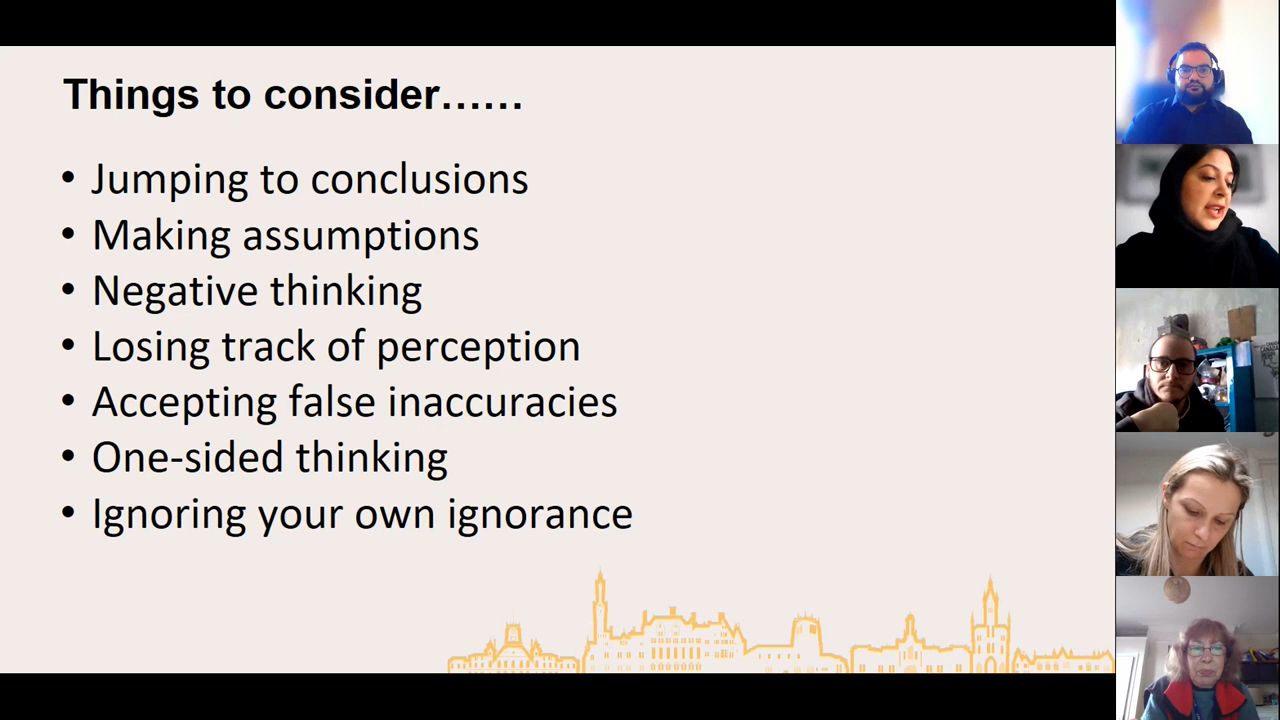 Things to consider……
• Jumping to conclusions
• Making assumptions
• Negative thinking
• Losing track of perception
• Accepting false inaccuracies
• One-sided thinking
• Ignoring your own ignorance